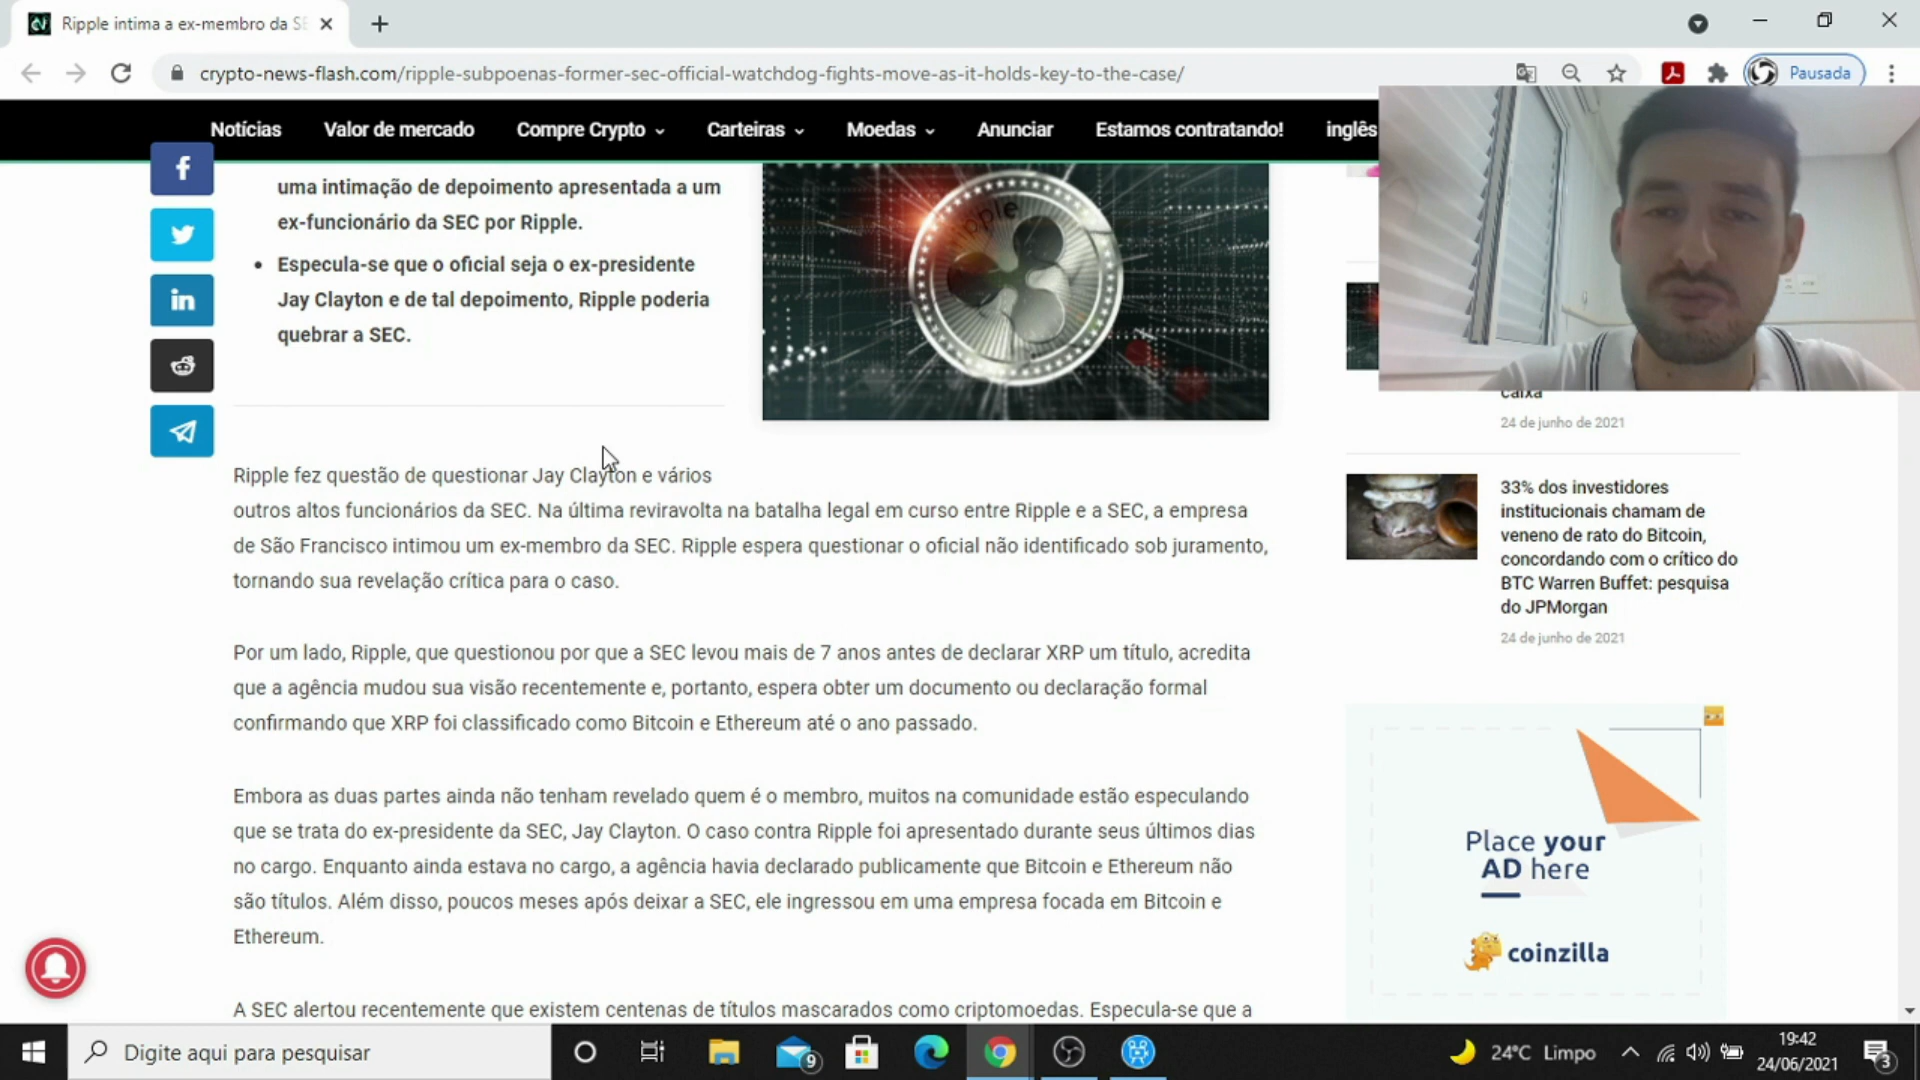 Ripple intima a ex-membro da SE
crypto-news-flash.com/ripple-subpoenas-former-sec-official-watchdog-fights-move-as-it-holds-key-to-the-case/
Pausada
Notícias
Valor de mercado
Compre Crypto
Carteiras
Moedas
Anunciar
Estamos contratando!
inglês
uma intimação de depoimento apresentada a um
ex-funcionário da SEC por Ripple.
• Especula-se que o oficial seja o ex-presidente
Jay Clayton e de tal depoimento, Ripple poderia
quebrar a SEC.
ripple
Ripple fez questão de questionar Jay Clayton e vários
outros altos funcionários da SEC. Na última reviravolta na batalha legal em curso entre Ripple e a SEC, a empresa
de São Francisco intimou um ex-membro da SEC. Ripple espera questionar o oficial não identificado sob juramento,
tornando sua revelação crítica para o caso.
Por um lado, Ripple, que questionou por que a SEC levou mais de 7 anos antes de declarar XRP um título, acredita
que a agência mudou sua visão recentemente e, portanto, espera obter um documento ou declaração formal
confirmando que XRP foi classificado como Bitcoin e Ethereum até o ano passado.
Embora as duas partes ainda não tenham revelado quem é o membro, muitos na comunidade estão especulando
que se trata do ex-presidente da SEC, Jay Clayton. O caso contra Ripple foi apresentado durante seus últimos dias
no cargo. Enquanto ainda estava no cargo, a agência havia declarado publicamente que Bitcoin e Ethereum não
são títulos. Além disso, poucos meses após deixar a SEC, ele ingressou em uma empresa focada em Bitcoin e
Ethereum.
A SEC alertou recentemente que existem centenas de títulos mascarados como criptomoedas. Especula-se que a
caixa
24 de junho de 2021
33% dos investidores
institucionais chamam de
veneno de rato do Bitcoin,
concordando com o crítico do
BTC Warren Buffet: pesquisa
do JPMorgan
24 de junho de 2021
Place your
AD here
coinzilla
Digite aqui para pesquisar
9
24°C Limpo
19:42
24/06/2021
3